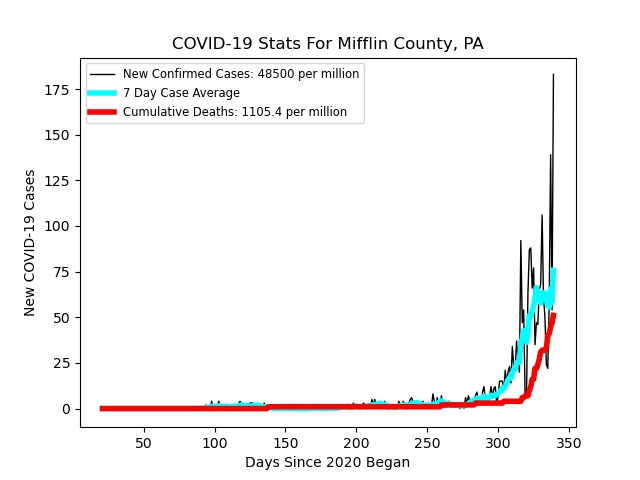 COVID-19 Stats For Mifflin County, PA
New Confirmed Cases: 48500 per million
7 Day Case Average
Cumulative Deaths: 1105.4 per million
New COVID-19 Cases
175
150
125
100
75
50
25
0
50 100 150 200 250 300 350
Days Since 2020 Began